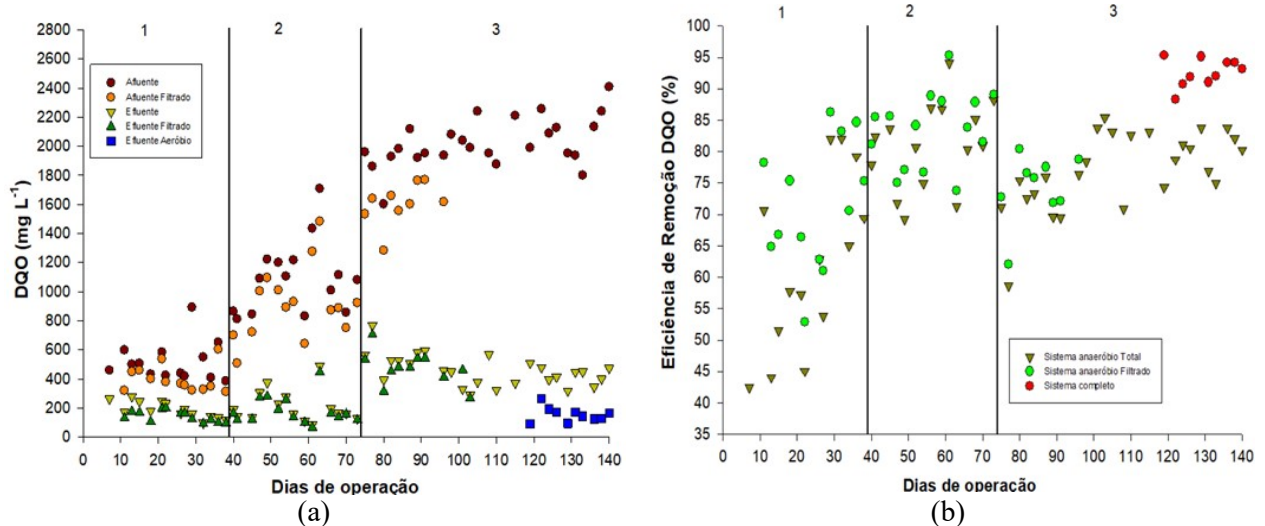 (a)
1 2 3
2800
2600
2400
2200
2000
1800
1600
1400
1200
1000
800
600
400
200
0
DQO (mg L-1)
Afluente
Afluente Filtrado
Efluente
Efluente Filtrado
Efluente Aeróbio
0 10 20 30 40 50 60 70 80 90 100 110 120 130 140
Dias de operação
(a)
(b)
1 2 3
100
95
90
85
80
75
70
65
60
55
50
45
40
35
Eficiência de Remoção DQO (%)
Sistema anaeróbio Total
Sistema anaeróbio Filtrado
Sistema completo
0 10 20 30 40 50 60 70 80 90 100 110 120 130 140
Dias de operação
(b)